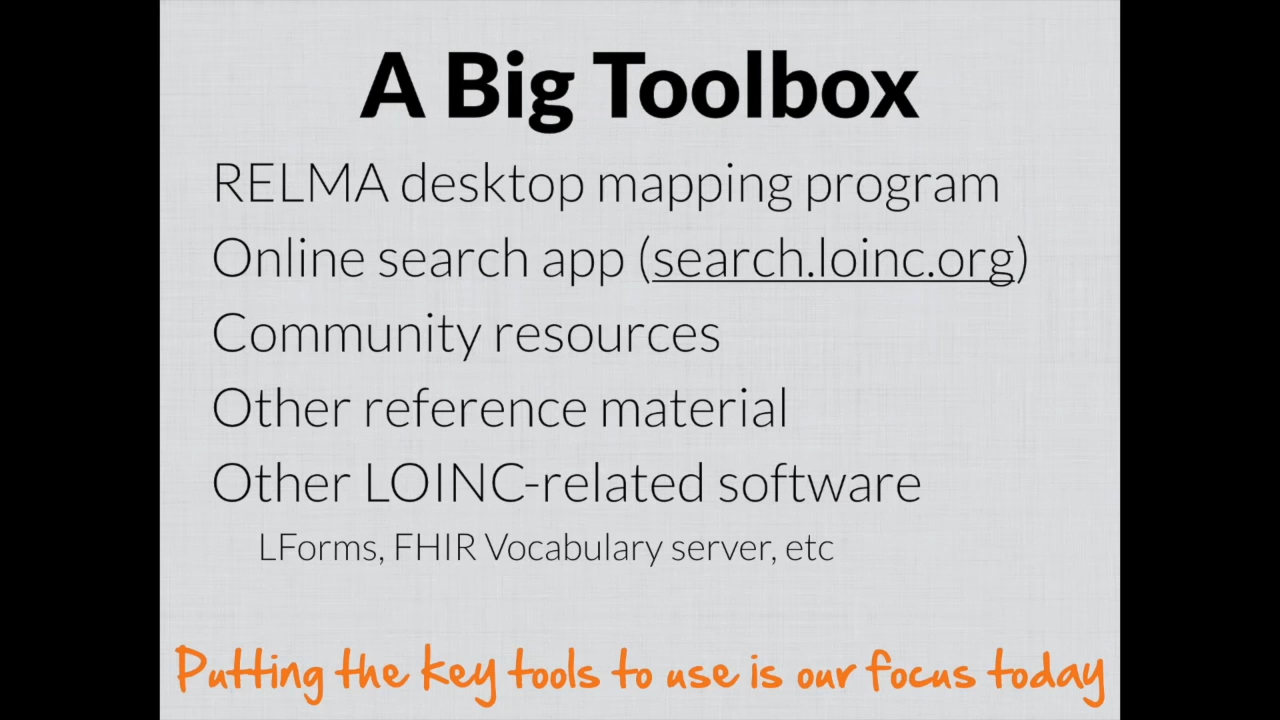 A Big Toolbox
RELMA desktop mapping program
Online search app (search.loinc.org)
Community resources
Other reference material
Other LOINC-related software
LForms, FHIR Vocabulary server, etc
Putting the key tools to use is our focus today